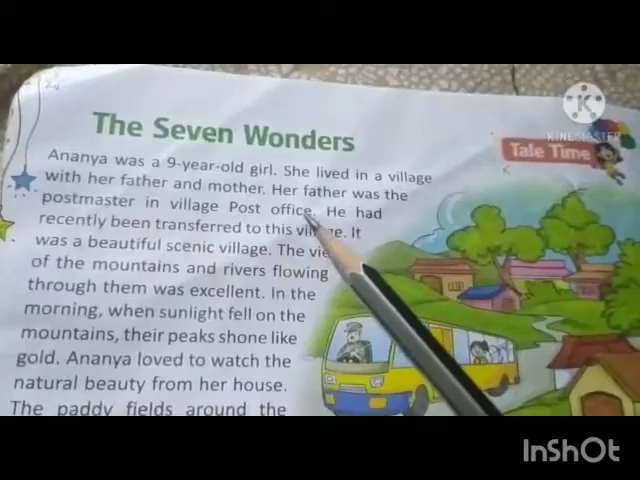 24
The Seven Wonders
KINEMASTER
Tale Time
Ananya was a 9-year-old girl. She lived in a village
with her father and mother. Her father was the
postmaster in village Post office. He had
recently been transferred to this village. It
was a beautiful scenic village. The
of the mountains and rivers flowing
through them was excellent. In the
morning, when sunlight fell on the
mountains, their peaks shone like
gold. Ananya loved to watch the
natural beauty from her house.
The paddy fields around the
InShOt